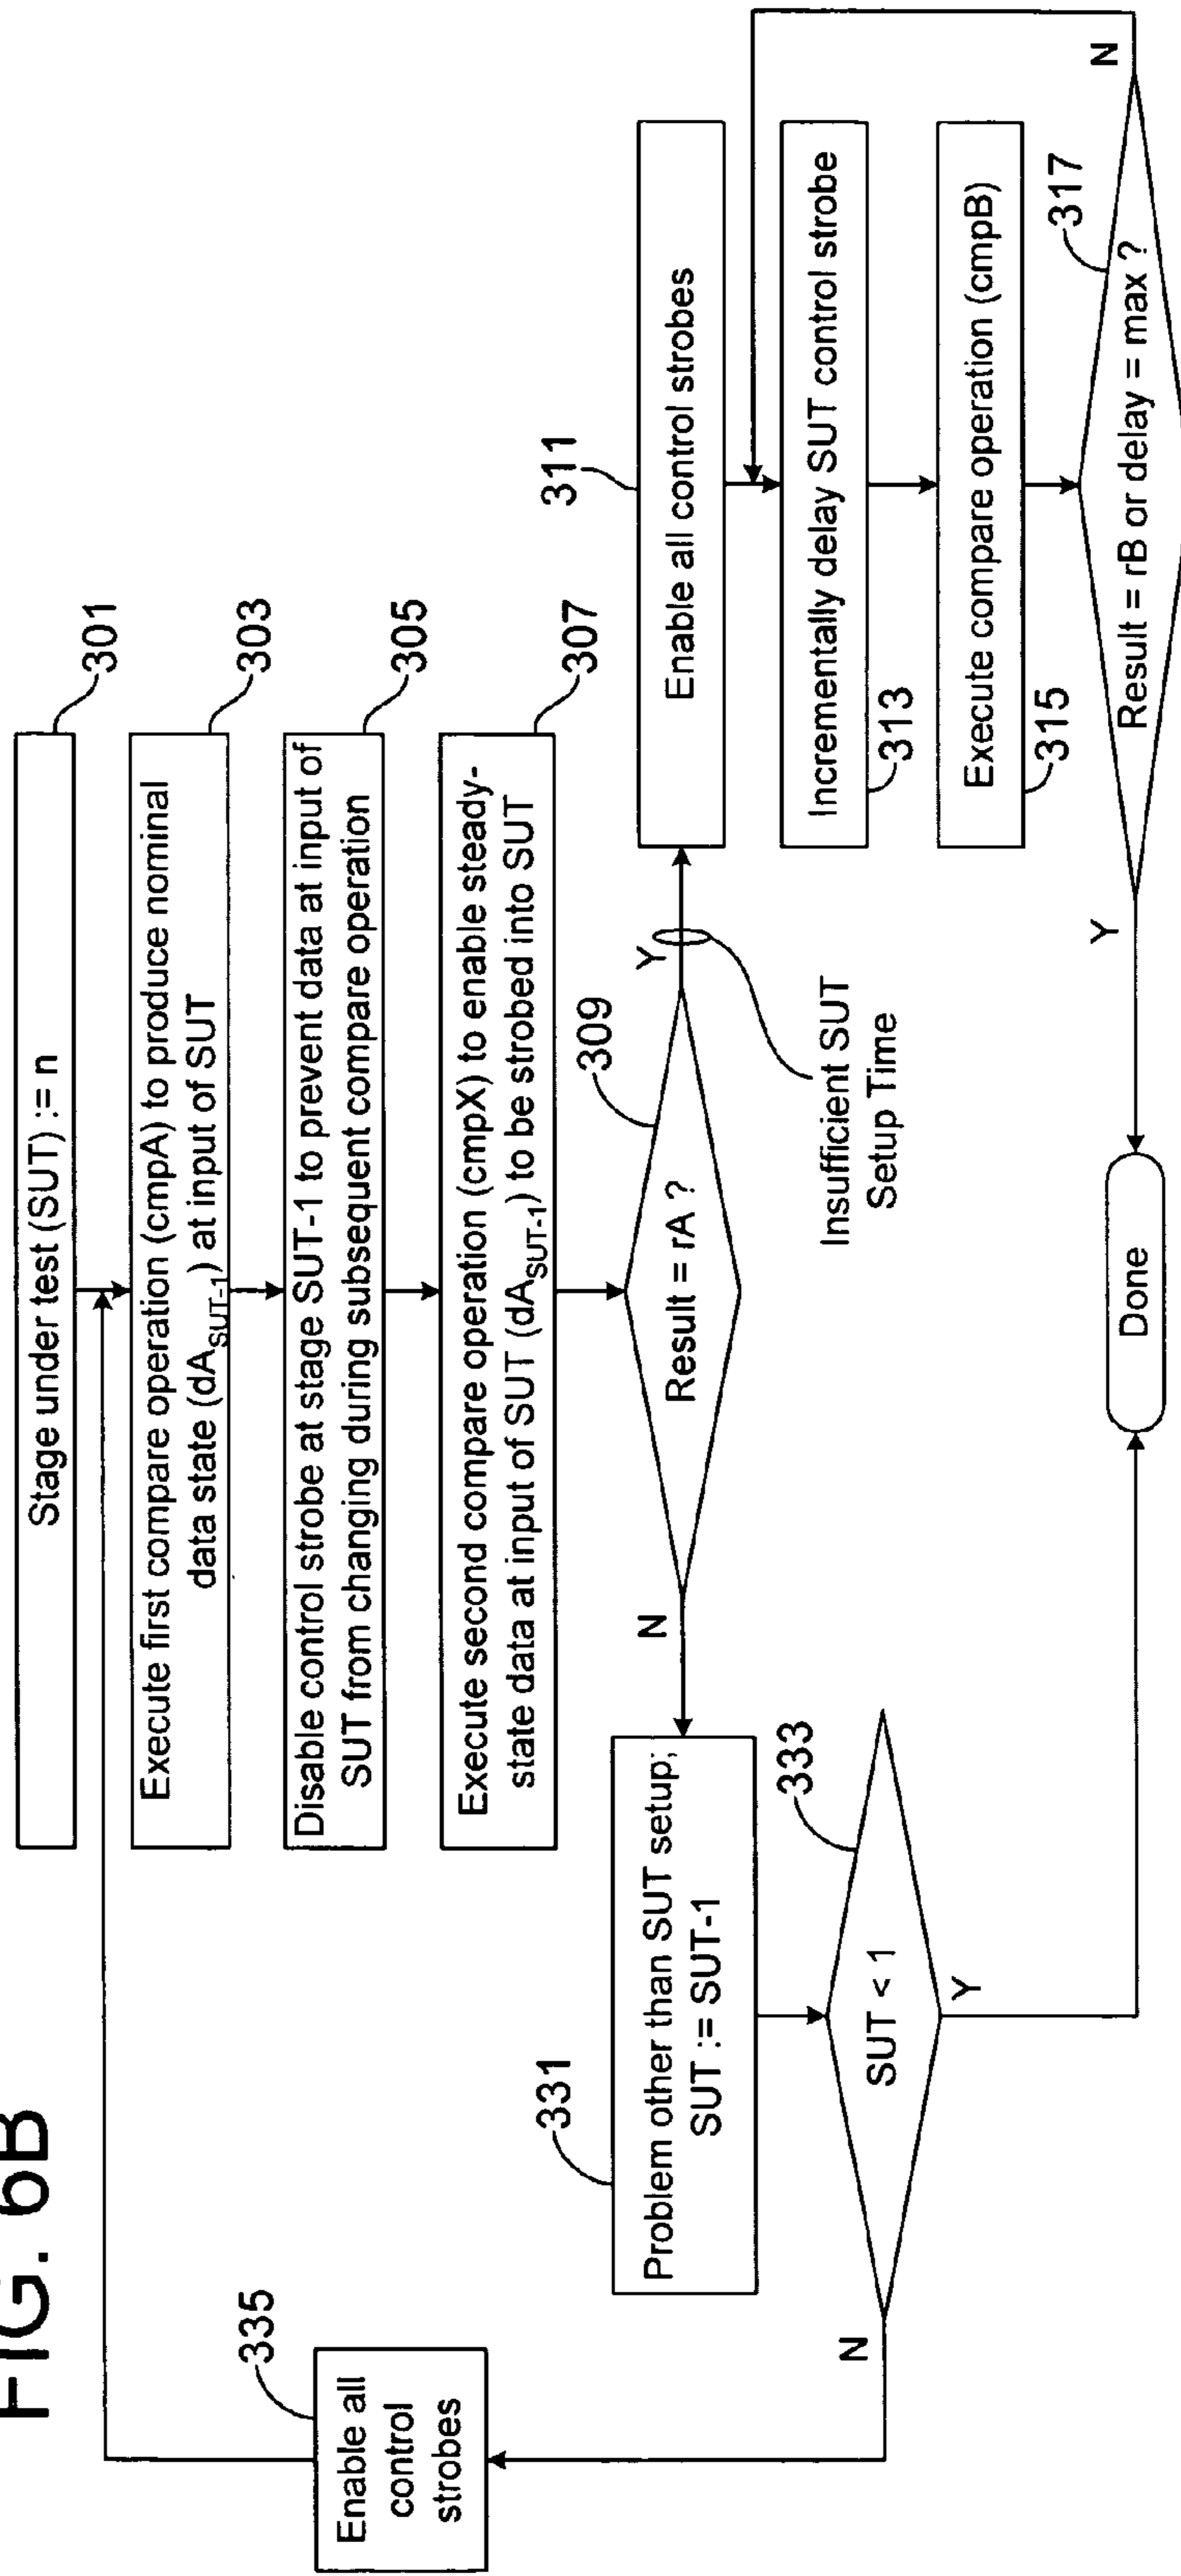 FIG. 6B
Stage under test (SUT) := n
301
Execute first compare operation (cmpA) to produce nominal
data state (dA_SUT-1) at input of SUT
303
Disable control strobe at stage SUT-1 to prevent data at input of
SUT from changing during subsequent compare operation
305
Execute second compare operation (cmpX) to enable steady-
state data at input of SUT (dA_SUT-1) to be strobed into SUT
307
Result = rA ?
309
N
Y
Insufficient SUT
Setup Time
311
Enable all control strobes
Incrementally delay SUT control strobe
313
Execute compare operation (cmpB)
315
Result = rB or delay = max ?
317
N
Y
331
Problem other than SUT setup;
SUT := SUT-1
SUT < 1
333
N
Y
335
Enable all
control
strobes
Done